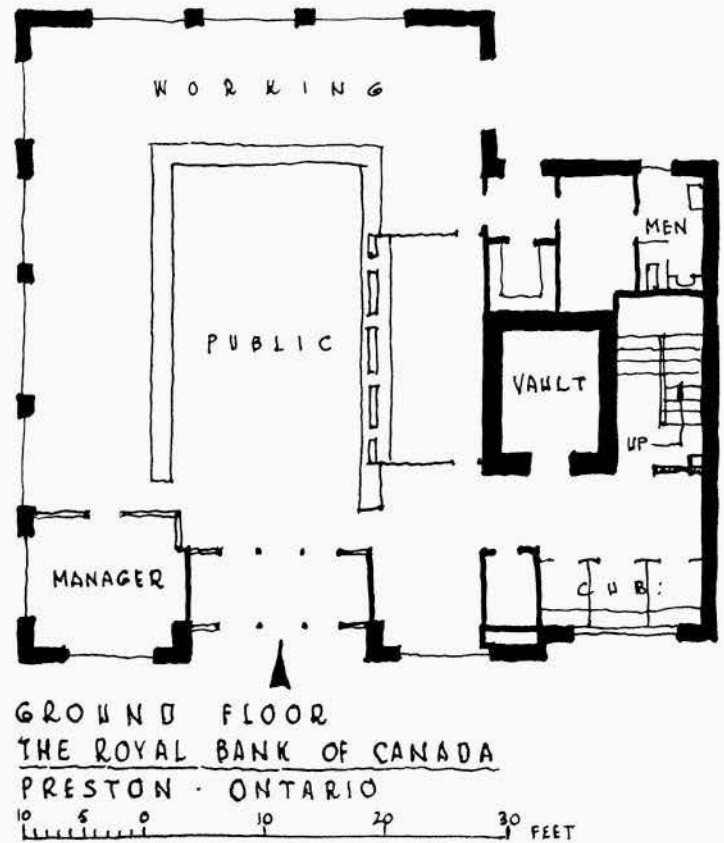 WORKING
MEN
PUBLIC
VAULT
UP
MANAGER
CUB:
GROUND FLOOR
THE ROYAL BANK OF CANADA
PRESTON · ONTARIO
10 5 0 10 20 30 FEET